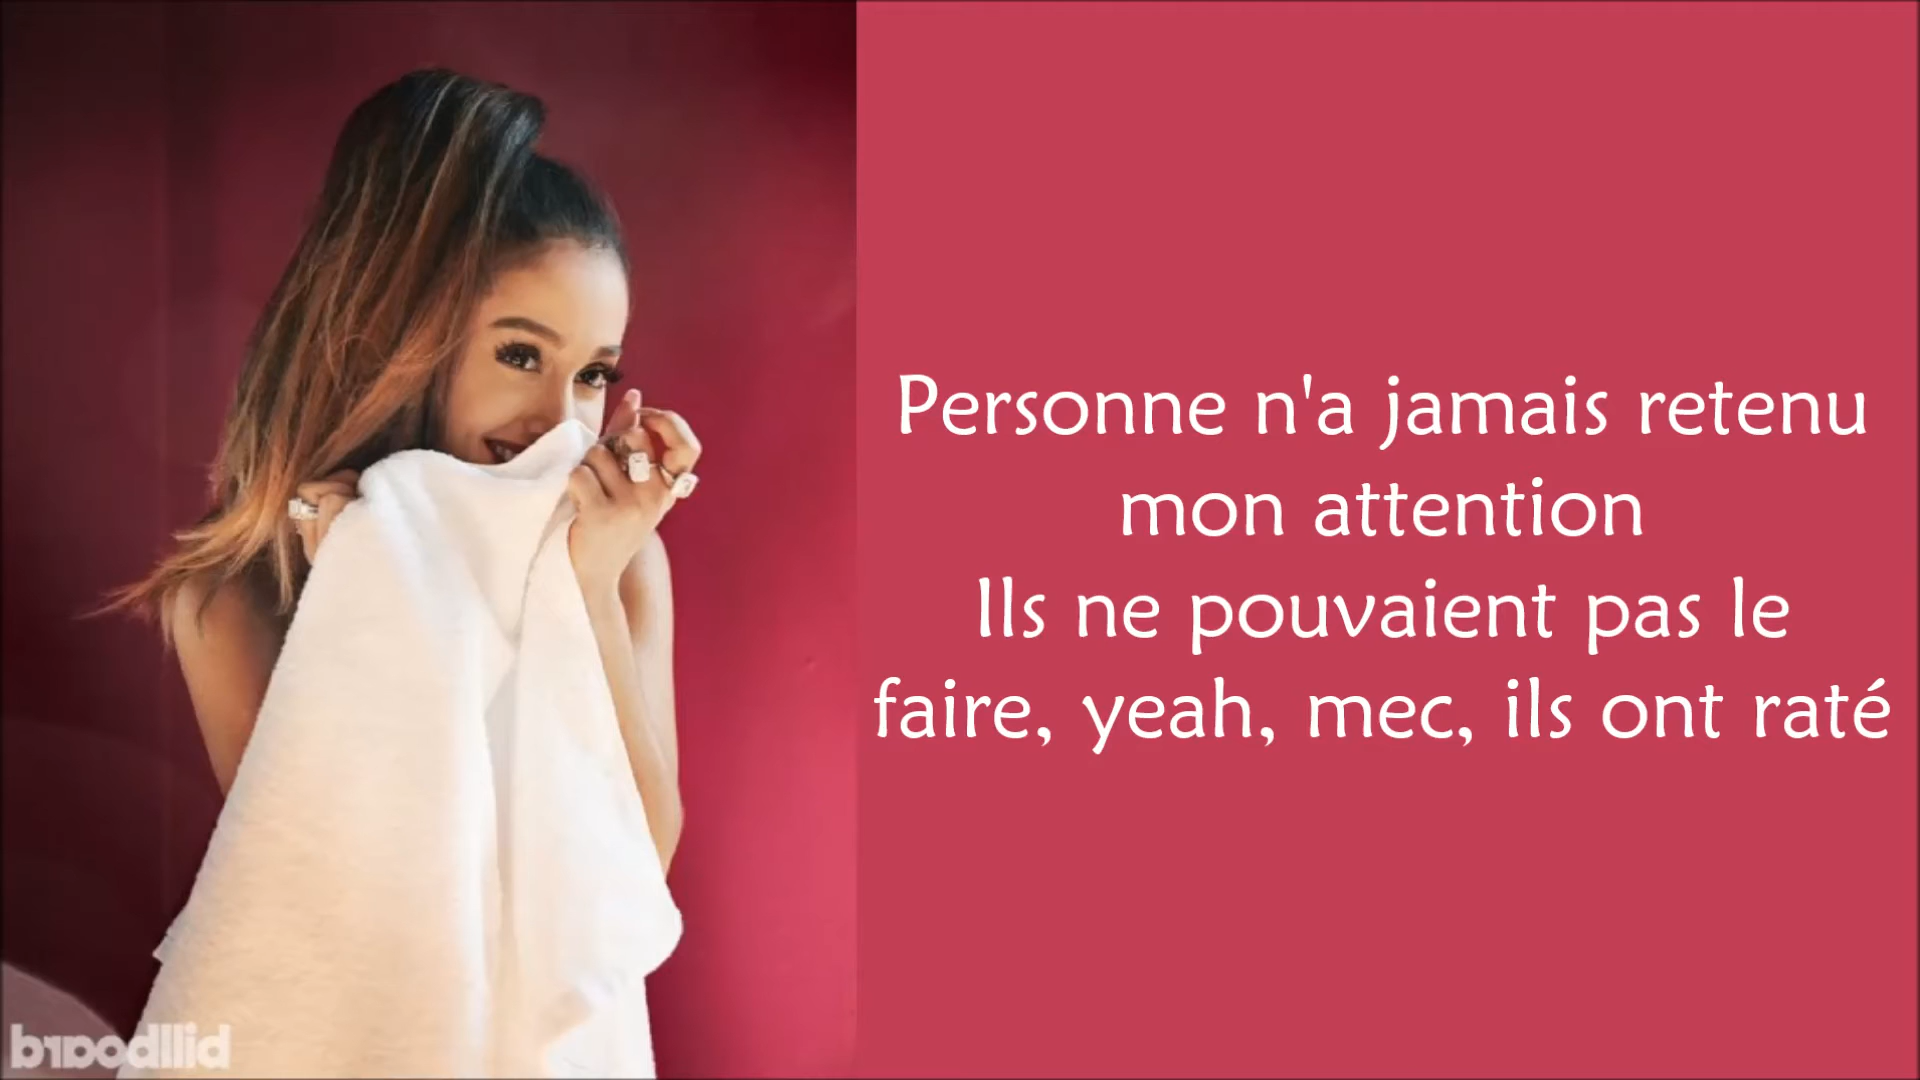 Personne n'a jamais retenu
mon attention
Ils ne pouvaient pas le
faire, yeah, mec, ils ont raté
billboard